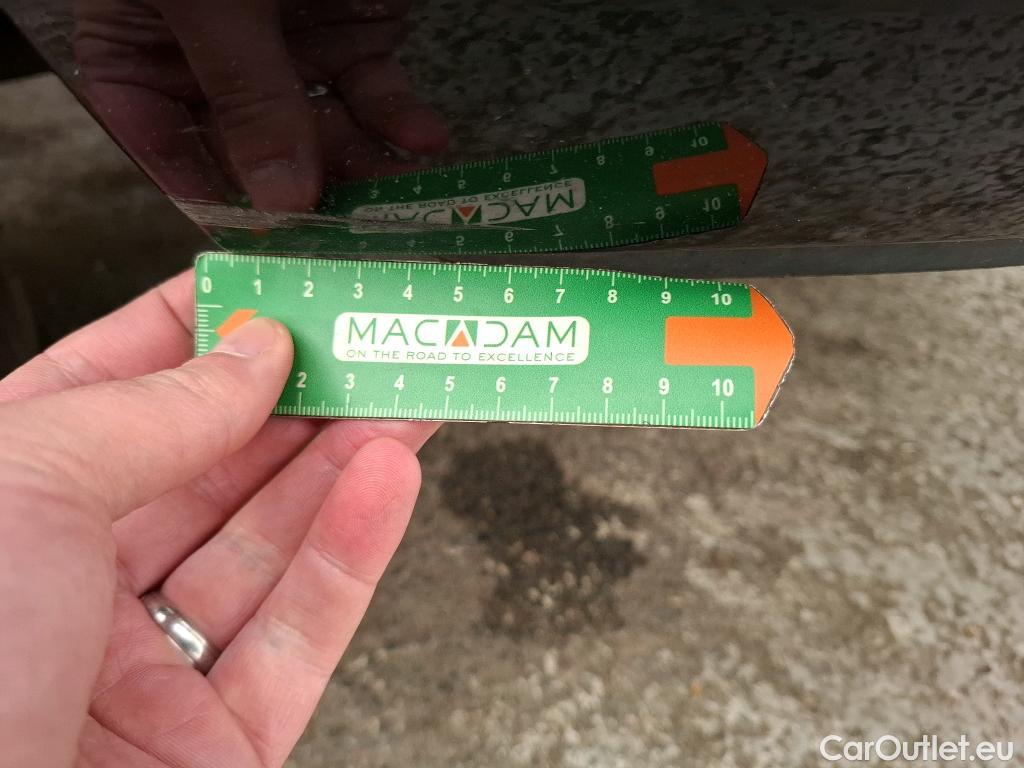 0 1 2 3 4 5 6 7 8 9 10
MACADAM
ON THE ROAD TO EXCELLENCE
2 3 4 5 6 7 8 9 10
CarOutlet.eu